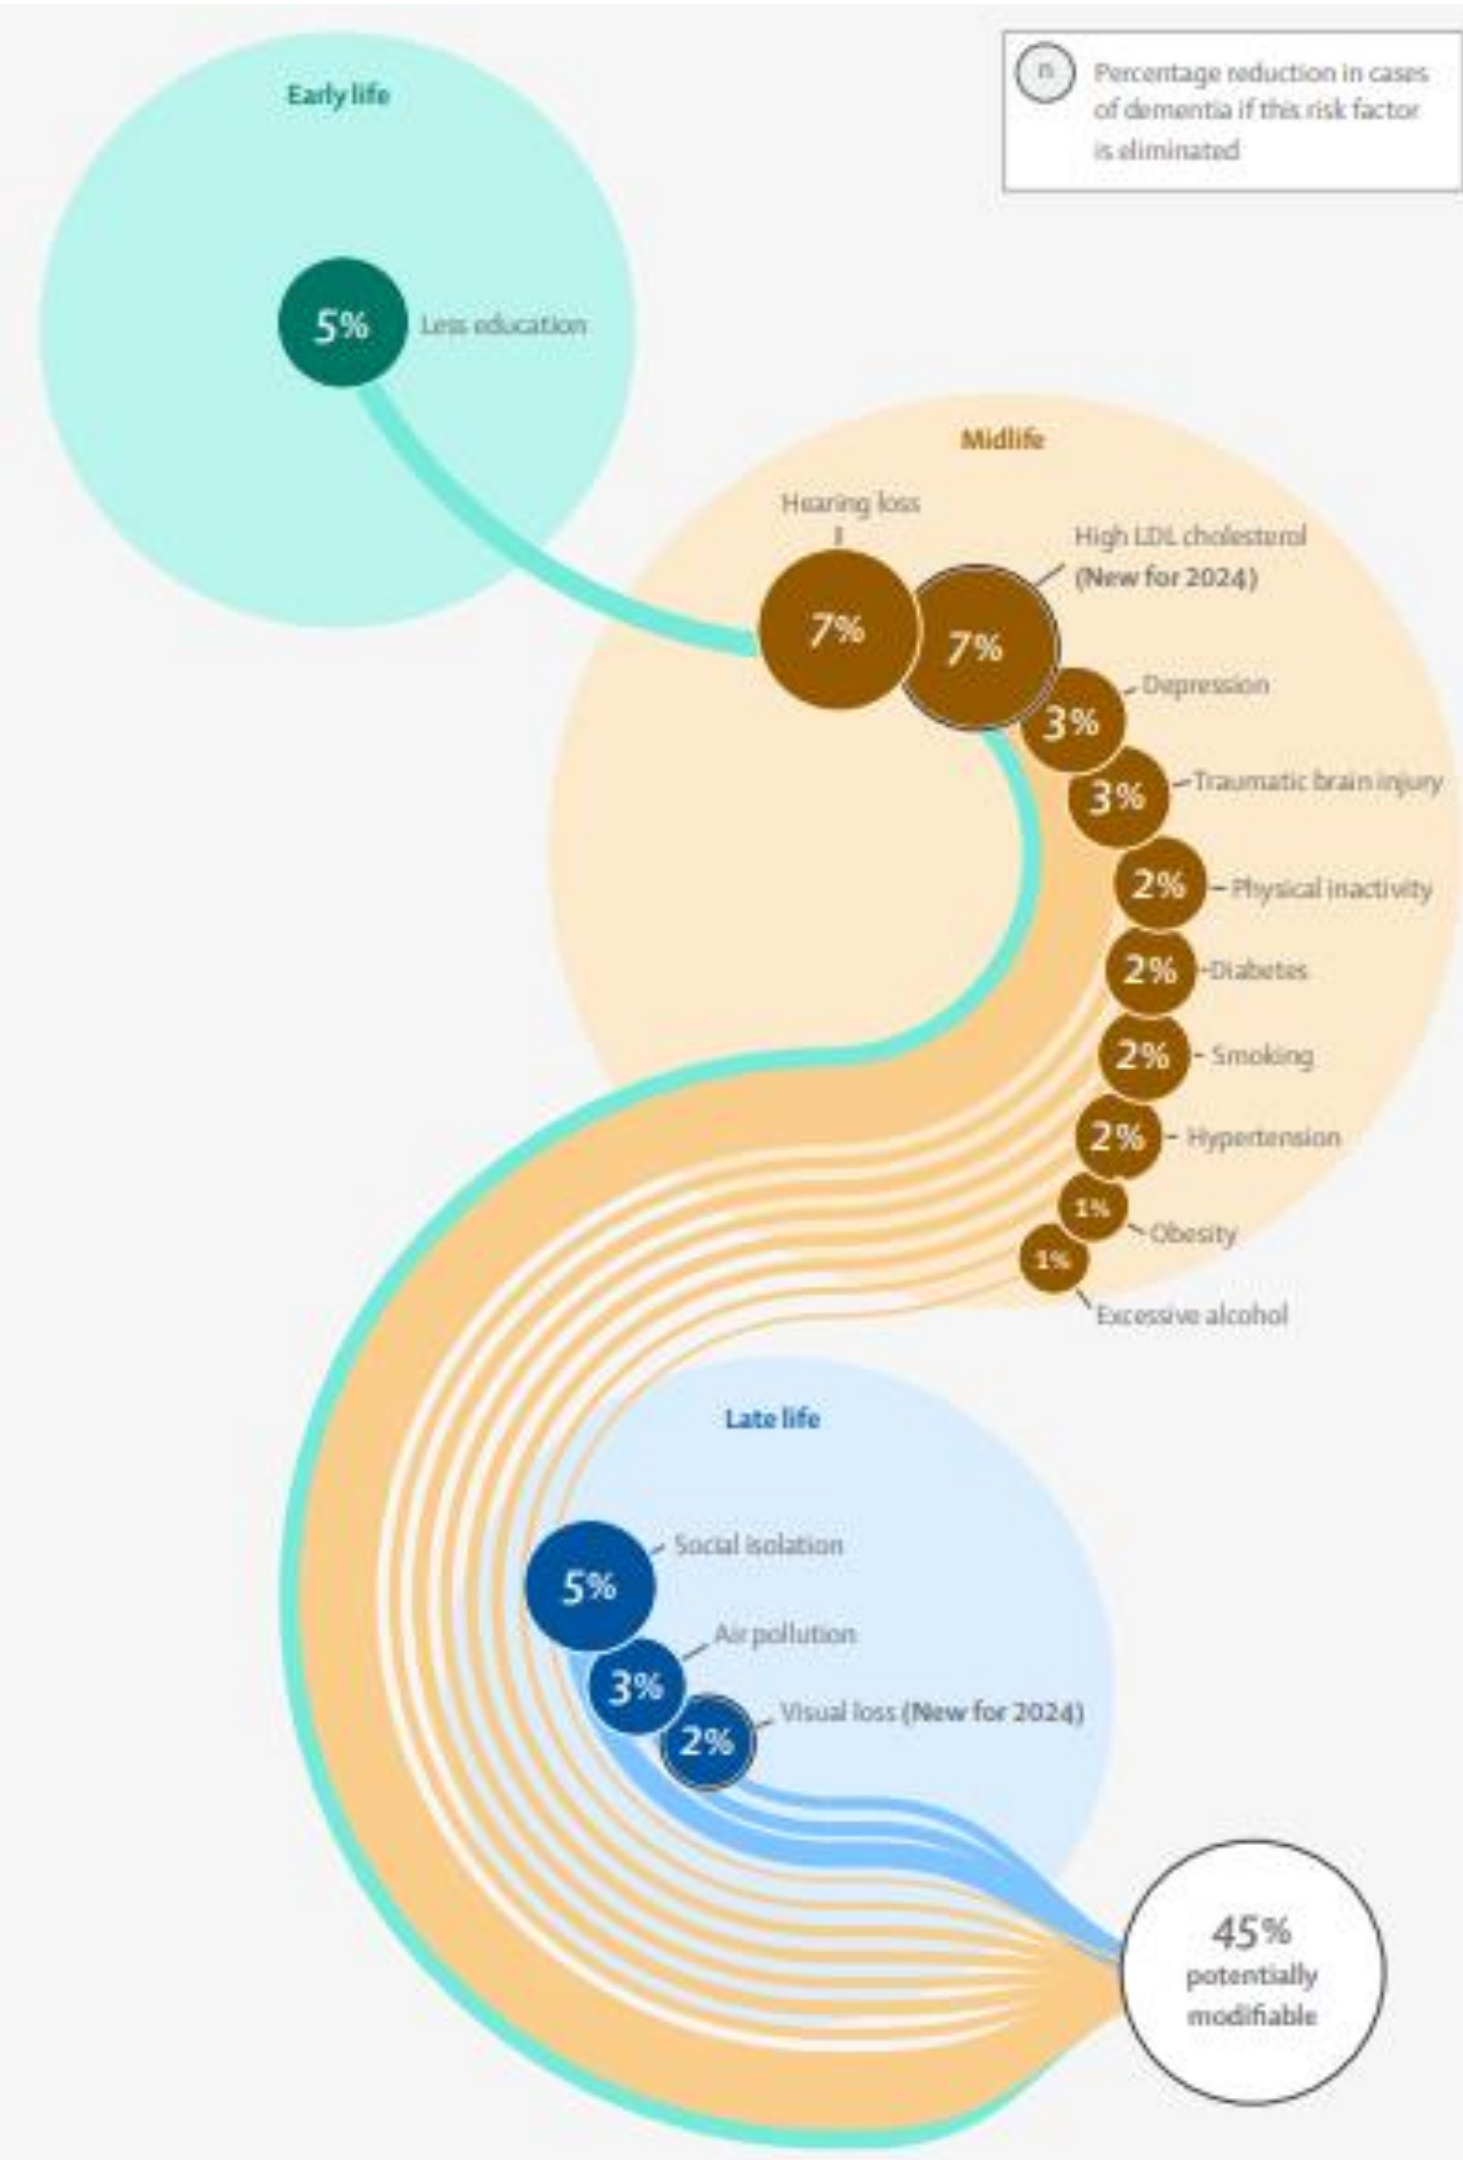 Early life
n
Percentage reduction in cases
of dementia if this risk factor
is eliminated
5%
Less education
Midlife
Hearing loss
High LDL cholesterol
(New for 2024)
7%
7%
Depression
3%
Traumatic brain injury
3%
Physical inactivity
2%
Diabetes
2%
Smoking
2%
Hypertension
2%
Obesity
1%
1%
Excessive alcohol
Late life
Social isolation
5%
Air pollution
3%
Visual loss (New for 2024)
2%
45%
potentially
modifiable